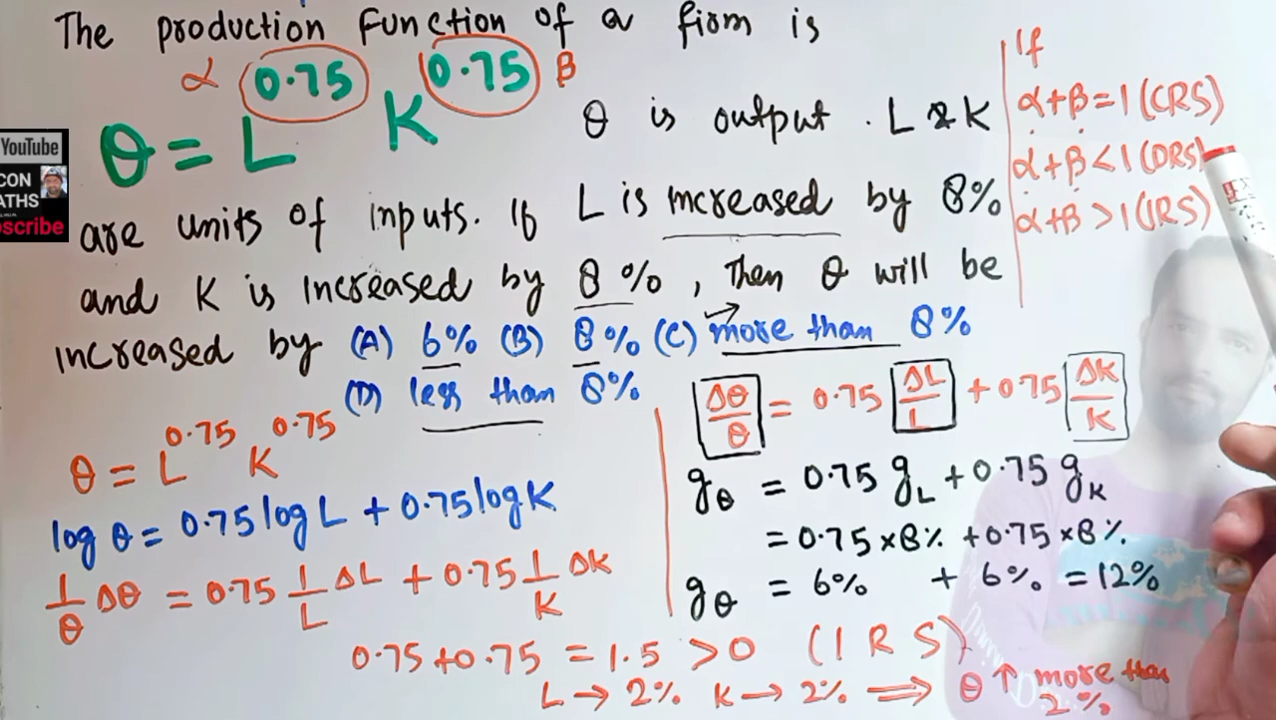 The production function of a firm is
α 0.75 0.75 β
Q = L K
Q is output. L & K
are units of inputs. If L is increased by 8%
and K is increased by 8%, Then Q will be
increased by (A) 6% (B) 8% (C) more than 8%
(D) less than 8%
If
α+β=1 (CRS)
α+β<1 (DRS)
α+β>1 (IRS)
YouTube
CON
ATHS
oscribe
Q = L^0.75 K^0.75
log Q = 0.75 log L + 0.75 log K
1/Q ΔQ = 0.75 1/L ΔL + 0.75 1/K ΔK
ΔQ/Q = 0.75 ΔL/L + 0.75 ΔK/K
gQ = 0.75 gL + 0.75 gK
= 0.75 ×8% + 0.75 ×8%
gQ = 6% + 6% = 12%
0.75+0.75 = 1.5 >0 (IRS)
L → 2% K → 2% ⟹ Q ↑ more than
2%